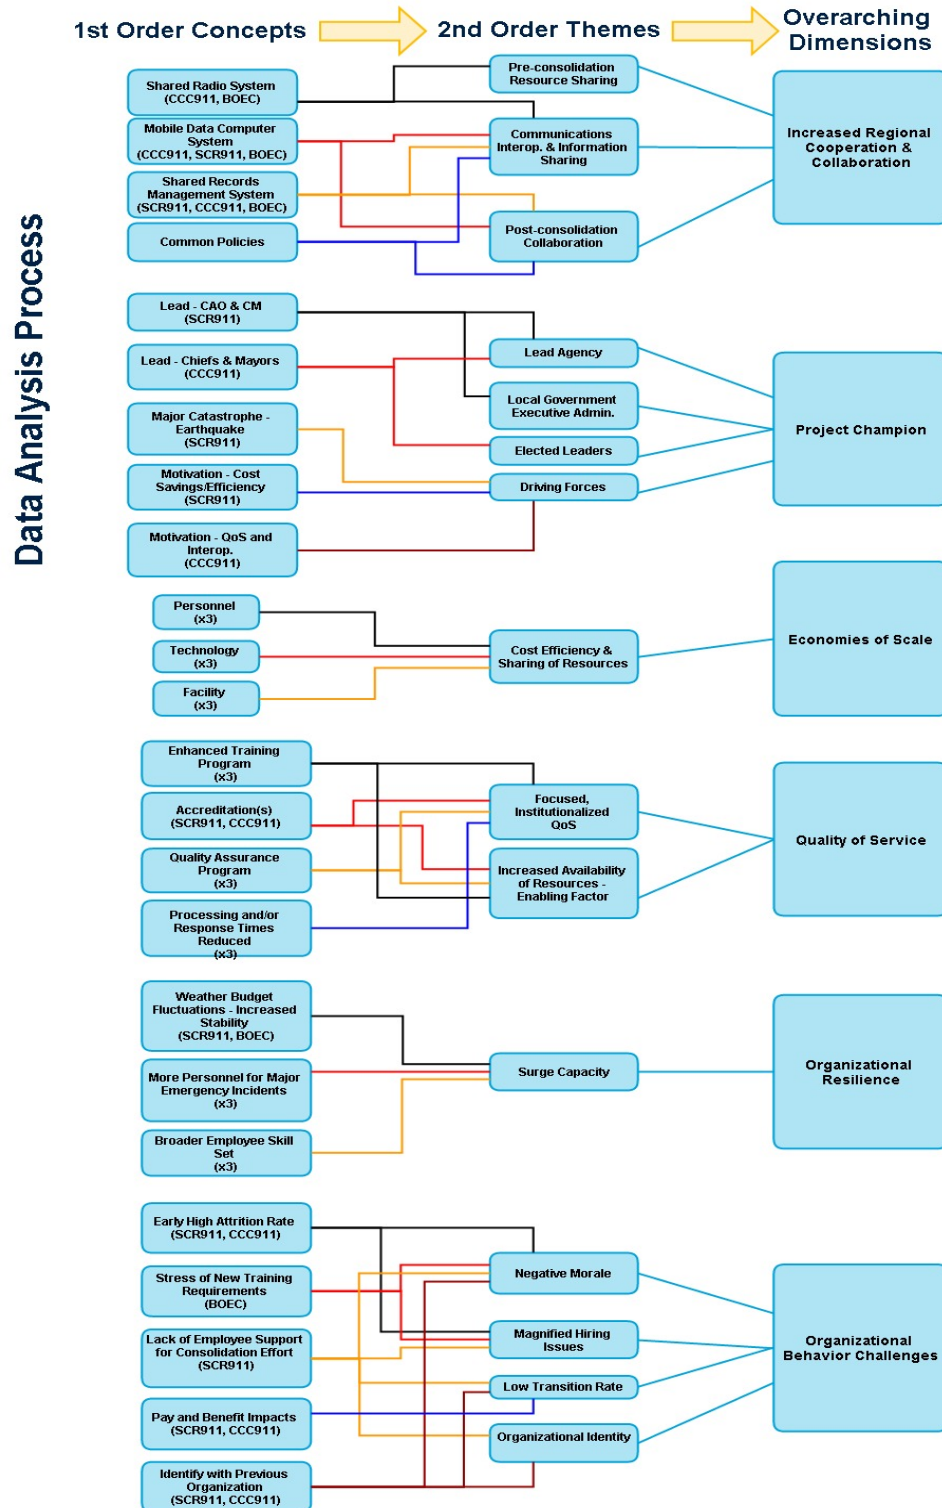 1st Order Concepts
2nd Order Themes
Overarching
Dimensions
Data Analysis Process
Shared Radio System
(CCC911, BOEC)
Mobile Data Computer
System
(CCC911, SCR911, BOEC)
Shared Records
Management System
(SCR911, CCC911, BOEC)
Common Policies
Pre-consolidation
Resource Sharing
Communications
Interop. & Information
Sharing
Post-consolidation
Collaboration
Increased Regional
Cooperation &
Collaboration
Lead - CAO & CM
(SCR911)
Lead - Chiefs & Mayors
(CCC911)
Major Catastrophe -
Earthquake
(SCR911)
Motivation - Cost
Savings/Efficiency
(SCR911)
Motivation - QoS and
Interop.
(CCC911)
Lead Agency
Local Government
Executive Admin.
Elected Leaders
Driving Forces
Project Champion
Personnel
(x3)
Technology
(x3)
Facility
(x3)
Cost Efficiency &
Sharing of Resources
Economies of Scale
Enhanced Training
Program
(x3)
Accreditation(s)
(SCR911, CCC911)
Quality Assurance
Program
(x3)
Processing and/or
Response Times
Reduced
(x3)
Focused,
Institutionalized
QoS
Increased Availability
of Resources -
Enabling Factor
Quality of Service
Weather Budget
Fluctuations - Increased
Stability
(SCR911, BOEC)
More Personnel for Major
Emergency Incidents
(x3)
Broader Employee Skill
Set
(x3)
Surge Capacity
Organizational
Resilience
Early High Attrition Rate
(SCR911, CCC911)
Stress of New Training
Requirements
(BOEC)
Lack of Employee Support
for Consolidation Effort
(SCR911)
Pay and Benefit Impacts
(SCR911, CCC911)
Identify with Previous
Organization
(SCR911, CCC911)
Negative Morale
Magnified Hiring
Issues
Low Transition Rate
Organizational Identity
Organizational
Behavior Challenges